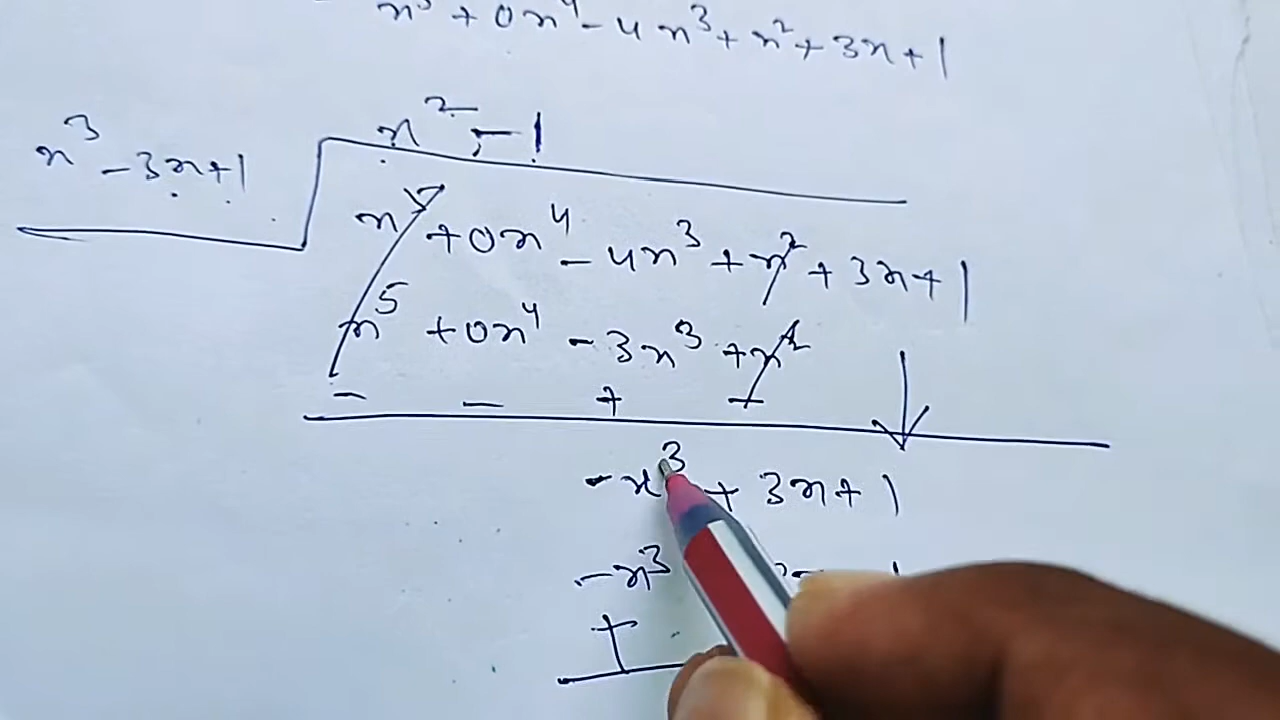 x⁵ + 0x⁴ - 4x³ + x² + 3x + 1
x² - 1
x³ - 3x + 1
x⁵ + 0x⁴ - 4x³ + x² + 3x + 1
x⁵ + 0x⁴ - 3x³ + x²
- - + -
-x³ + 3x + 1
-x³
+